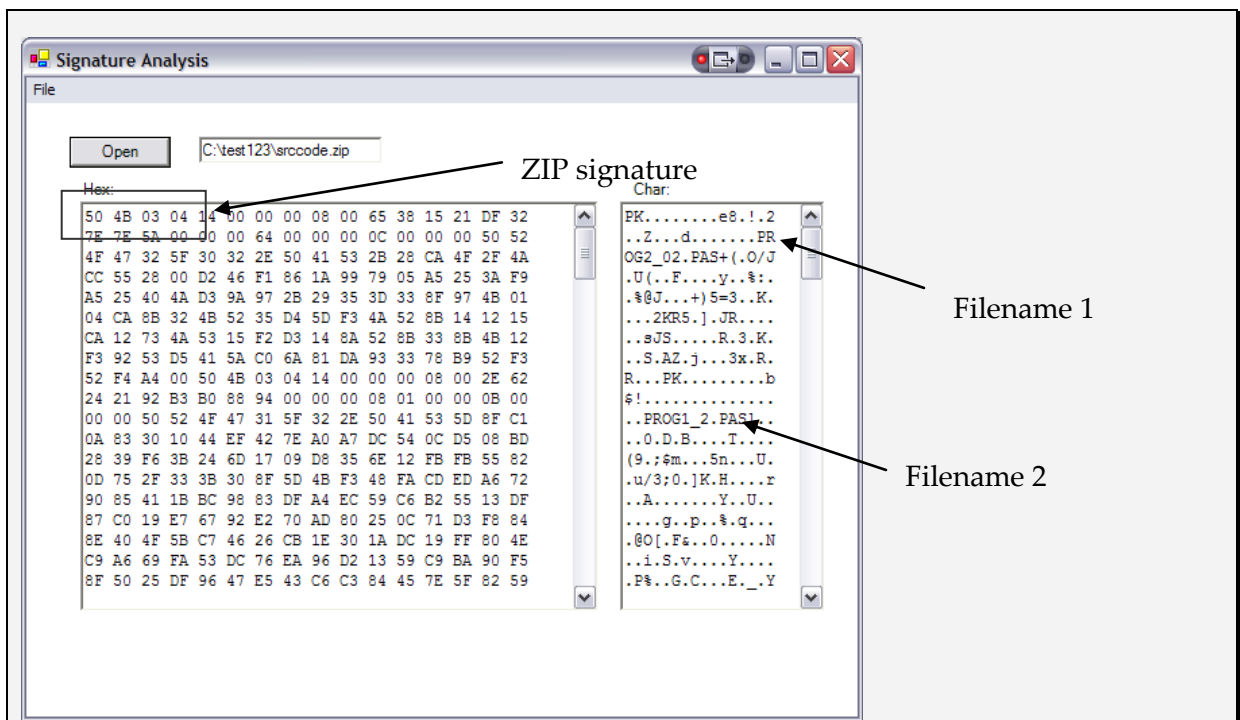 Signature Analysis
File
Open
C:\test123\srccode.zip
ZIP signature
Hex:
50 4B 03 04 14 00 00 00 08 00 65 38 15 21 DF 32
7E 7E 5A 00 00 00 64 00 00 00 0C 00 00 00 50 52
4F 47 32 5F 30 32 2E 50 41 53 2B 28 CA 4F 2F 4A
CC 55 28 00 D2 46 F1 86 1A 99 79 05 A5 25 3A F9
A5 25 40 4A D3 9A 97 2B 29 35 3D 33 8F 97 4B 01
04 CA 8B 32 4B 52 35 D4 5D F3 4A 52 8B 14 12 15
CA 12 73 4A 53 15 F2 D3 14 8A 52 8B 33 8B 4B 12
F3 92 53 D5 41 5A C0 6A 81 DA 93 33 78 B9 52 F3
52 F4 A4 00 50 4B 03 04 14 00 00 00 08 00 2E 62
24 21 92 B3 B0 88 94 00 00 00 08 01 00 00 0B 00
00 00 50 52 4F 47 31 5F 32 2E 50 41 53 5D 8F C1
0A 83 30 10 44 EF 42 7E A0 A7 DC 54 0C D5 08 BD
28 39 F6 3B 24 6D 17 09 D8 35 6E 12 FB FB 55 82
0D 75 2F 33 3B 30 8F 5D 4B F3 48 FA CD ED A6 72
90 85 41 1B BC 98 83 DF A4 EC 59 C6 B2 55 13 DF
87 C0 19 E7 67 92 E2 70 AD 80 25 0C 71 D3 F8 84
8E 40 4F 5B C7 46 26 CB 1E 30 1A DC 19 FF 80 4E
C9 A6 69 FA 53 DC 76 EA 96 D2 13 59 C9 BA 90 F5
8F 50 25 DF 96 47 E5 43 C6 C3 84 45 7E 5F 82 59
Char:
PK........e8.!.2
..Z...d.......PR
OG2_02.PAS+(.O/J
.U(..F....y..%:.
.%@J...+)5=3..K.
...2KR5.].JR....
..sJS.....R.3.K.
..S.AZ.j...3x.R.
R...PK.........b
$!..............
..PROG1_2.PAS]..
..0.D.B....T....
(9.;$m...5n...U.
.u/3;0.]K.H....r
..A.......Y..U..
....g..p..%.q...
.@O[.F&..0.....N
..i.S.v....Y....
.P%..G.C...E._.Y
Filename 1
Filename 2